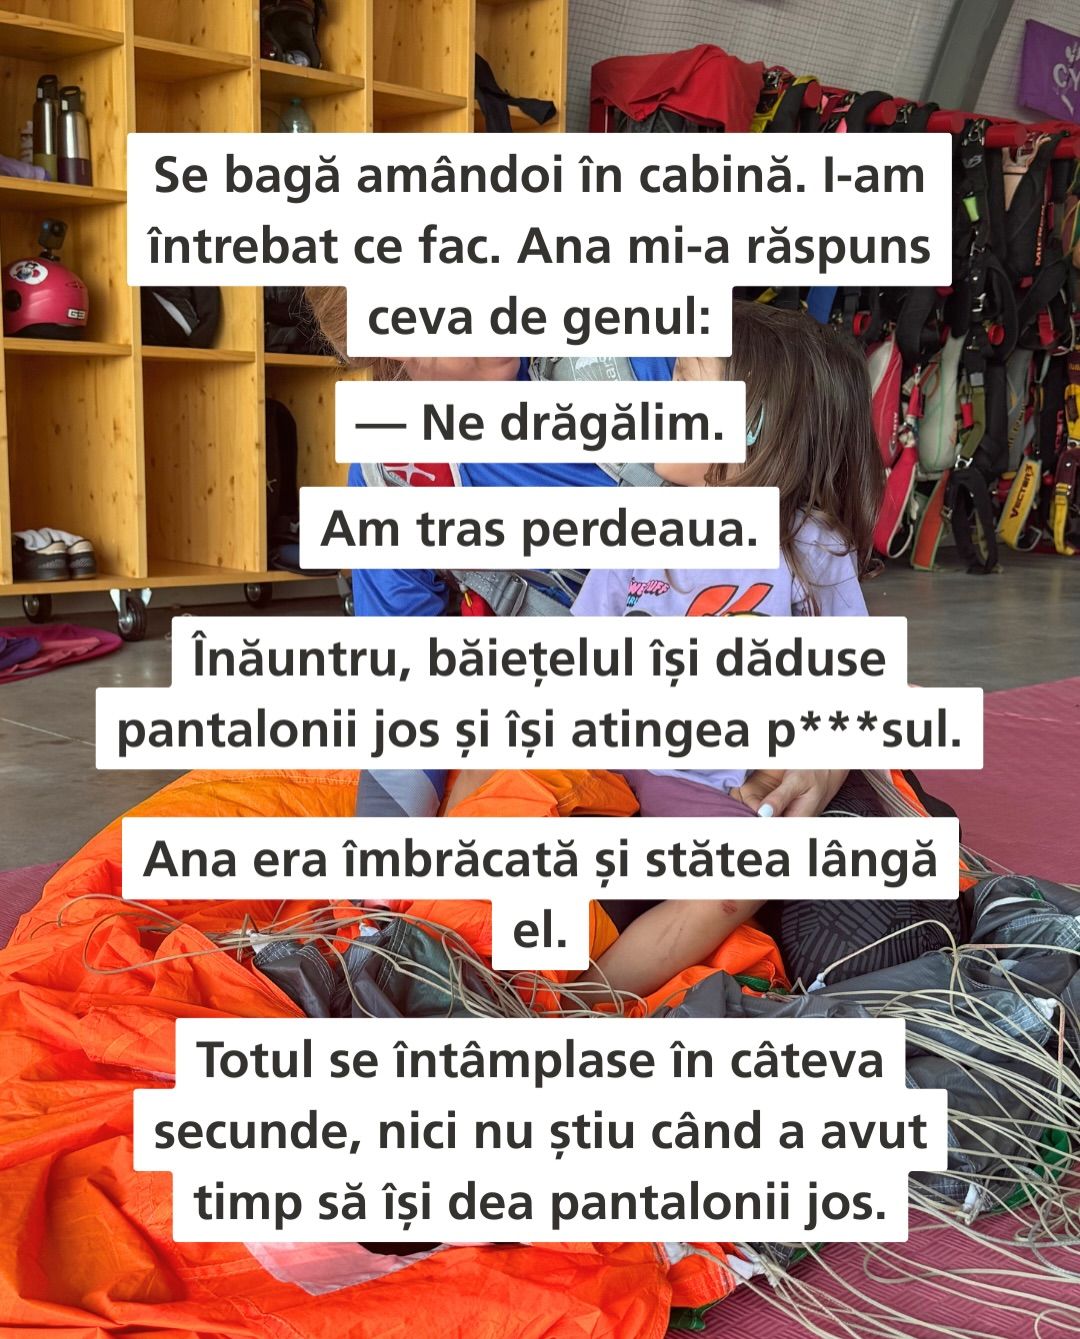 Se bagă amândoi în cabină. I-am
întrebat ce fac. Ana mi-a răspuns
ceva de genul:
— Ne drăgălim.
Am tras perdeaua.
Înăuntru, băiețelul își dăduse
pantalonii jos și își atingea p***sul.
Ana era îmbrăcată și stătea lângă
el.
Totul se întâmplase în câteva
secunde, nici nu știu când a avut
timp să își dea pantalonii jos.
VECTOR3